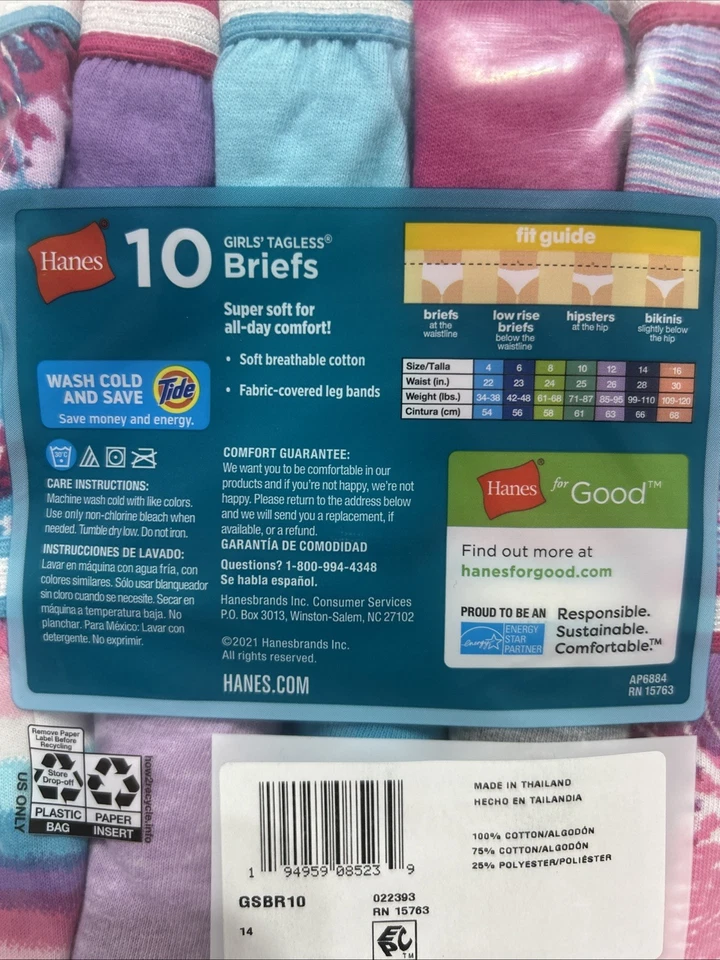 Hanes
10
GIRLS' TAGLESS®
Briefs
Super soft for
all-day comfort!
• Soft breathable cotton
• Fabric-covered leg bands
WASH COLD
AND SAVE
Tide
Save money and energy.
30°C
CARE INSTRUCTIONS:
Machine wash cold with like colors.
Use only non-chlorine bleach when
needed. Tumble dry low. Do not iron.
INSTRUCCIONES DE LAVADO:
Lavar en máquina con agua fría, con
colores similares. Sólo usar blanqueador
sin cloro cuando se necesite. Secar en
máquina a temperatura baja. No
planchar. Para México: Lavar con
detergente. No exprimir.
COMFORT GUARANTEE:
We want you to be comfortable in our
products and if you're not happy, we're not
happy. Please return to the address below
and we will send you a replacement, if
available, or a refund.
GARANTÍA DE COMODIDAD
Questions? 1-800-994-4348
Se habla español.
Hanesbrands Inc. Consumer Services
P.O. Box 3013, Winston-Salem, NC 27102
©2021 Hanesbrands Inc.
All rights reserved.
HANES.COM
fit guide
briefs
at the
waistline
low rise
briefs
below the
waistline
hipsters
at the hip
bikinis
slightly below
the hip
Size/Talla 4 6 8 10 12 14 16
Waist (in.) 22 23 24 25 26 28 30
Weight (lbs.) 34-38 42-48 61-68 71-87 85-95 99-110 109-120
Cintura (cm) 54 56 58 61 63 66 68
Hanes for Good™
Find out more at
hanesforgood.com
PROUD TO BE AN
energy
ENERGY
STAR
PARTNER
Responsible.
Sustainable.
Comfortable.™
AP6884
RN 15763
Remove Paper
Label Before
Recycling
Store
Drop-off
PLASTIC
BAG
PAPER
INSERT
US ONLY
how2recycle.info
1 94959 08523 9
GSBR10
14
022393
RN 15763
EPC
TM
MADE IN THAILAND
HECHO EN TAILANDIA
100% COTTON/ALGODÓN
75% COTTON/ALGODÓN
25% POLYESTER/POLIÉSTER